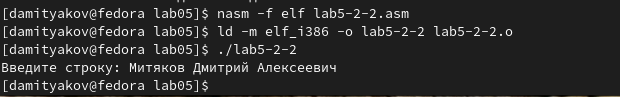 [damityakov@fedora lab05]$ nasm -f elf lab5-2-2.asm
[damityakov@fedora lab05]$ ld -m elf_i386 -o lab5-2-2 lab5-2-2.o
[damityakov@fedora lab05]$ ./lab5-2-2
Введите строку: Митяков Дмитрий Алексеевич
[damityakov@fedora lab05]$